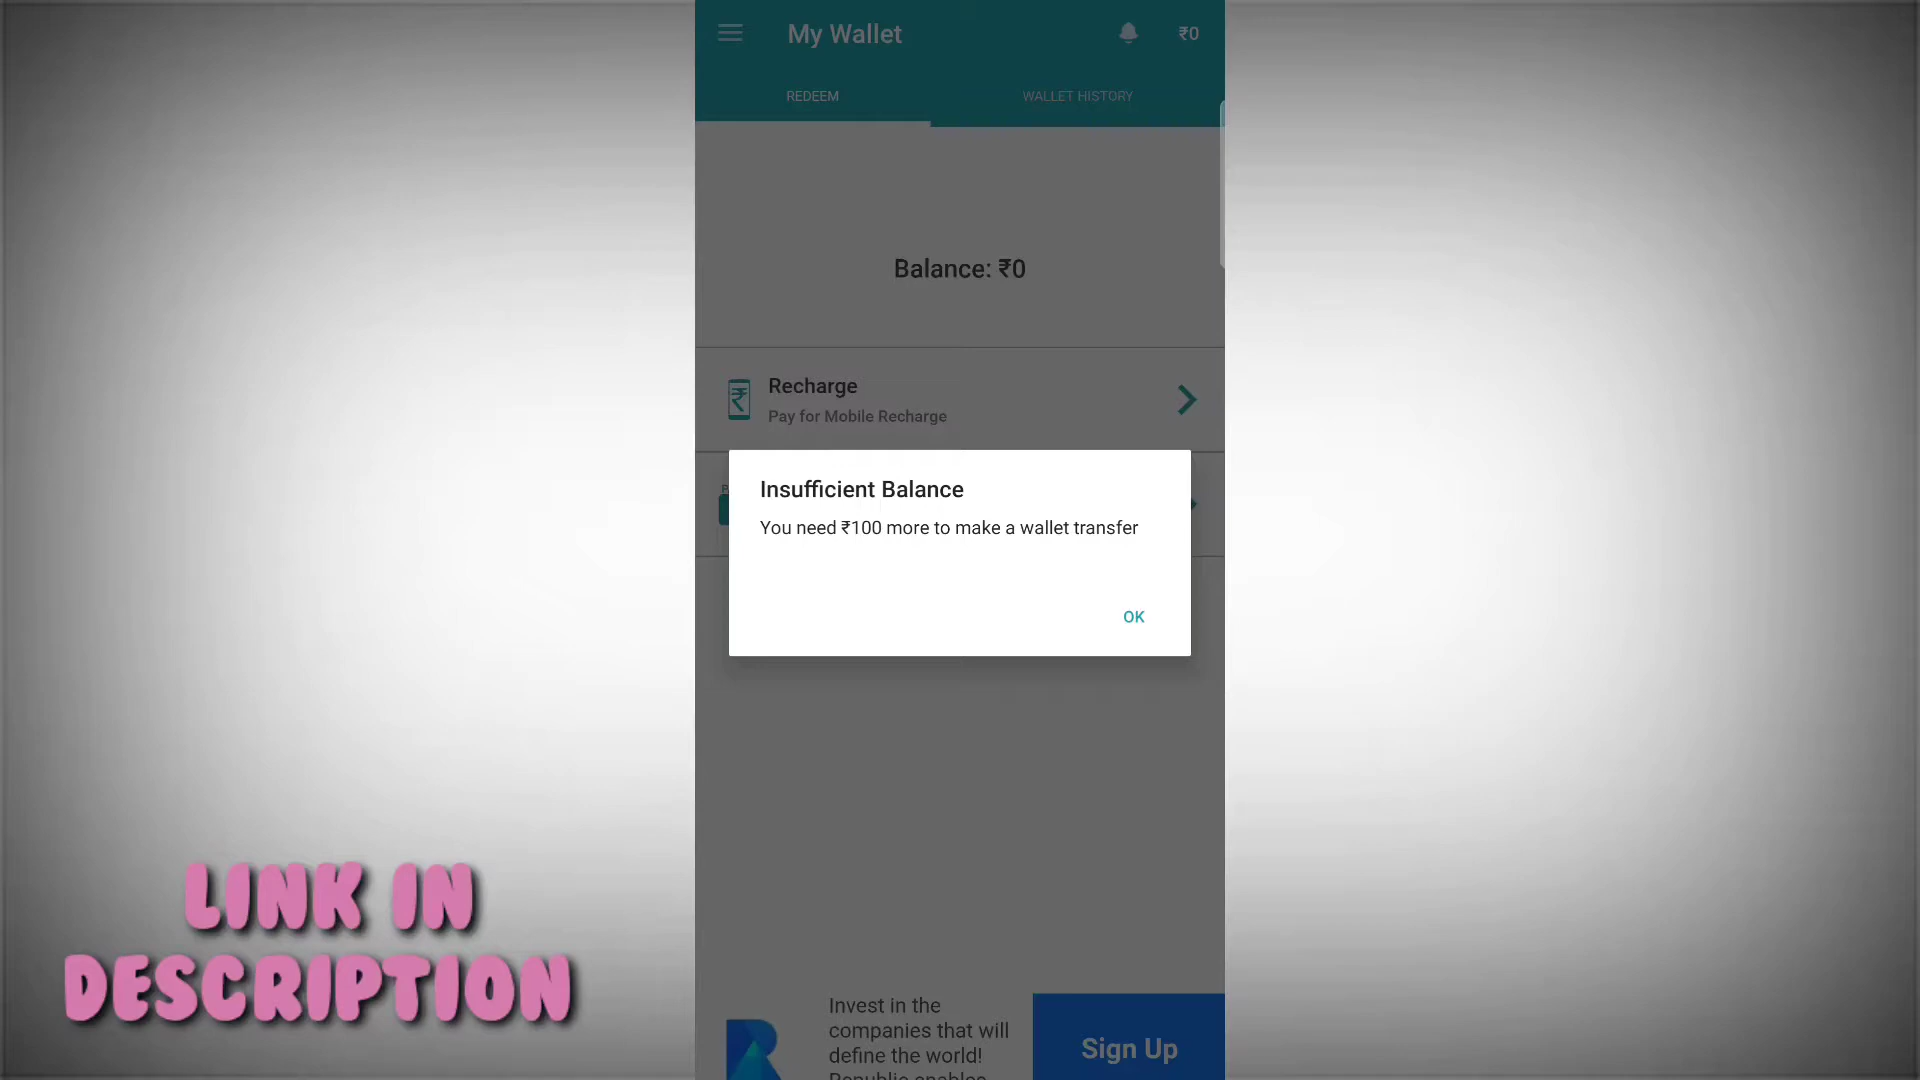 My Wallet
₹0
REDEEM
WALLET HISTORY
Balance: ₹0
Recharge
Pay for Mobile Recharge
Insufficient Balance
You need ₹100 more to make a wallet transfer
OK
LINK IN
DESCRIPTION
Invest in the
companies that will
define the world!
Republic enables
Sign Up